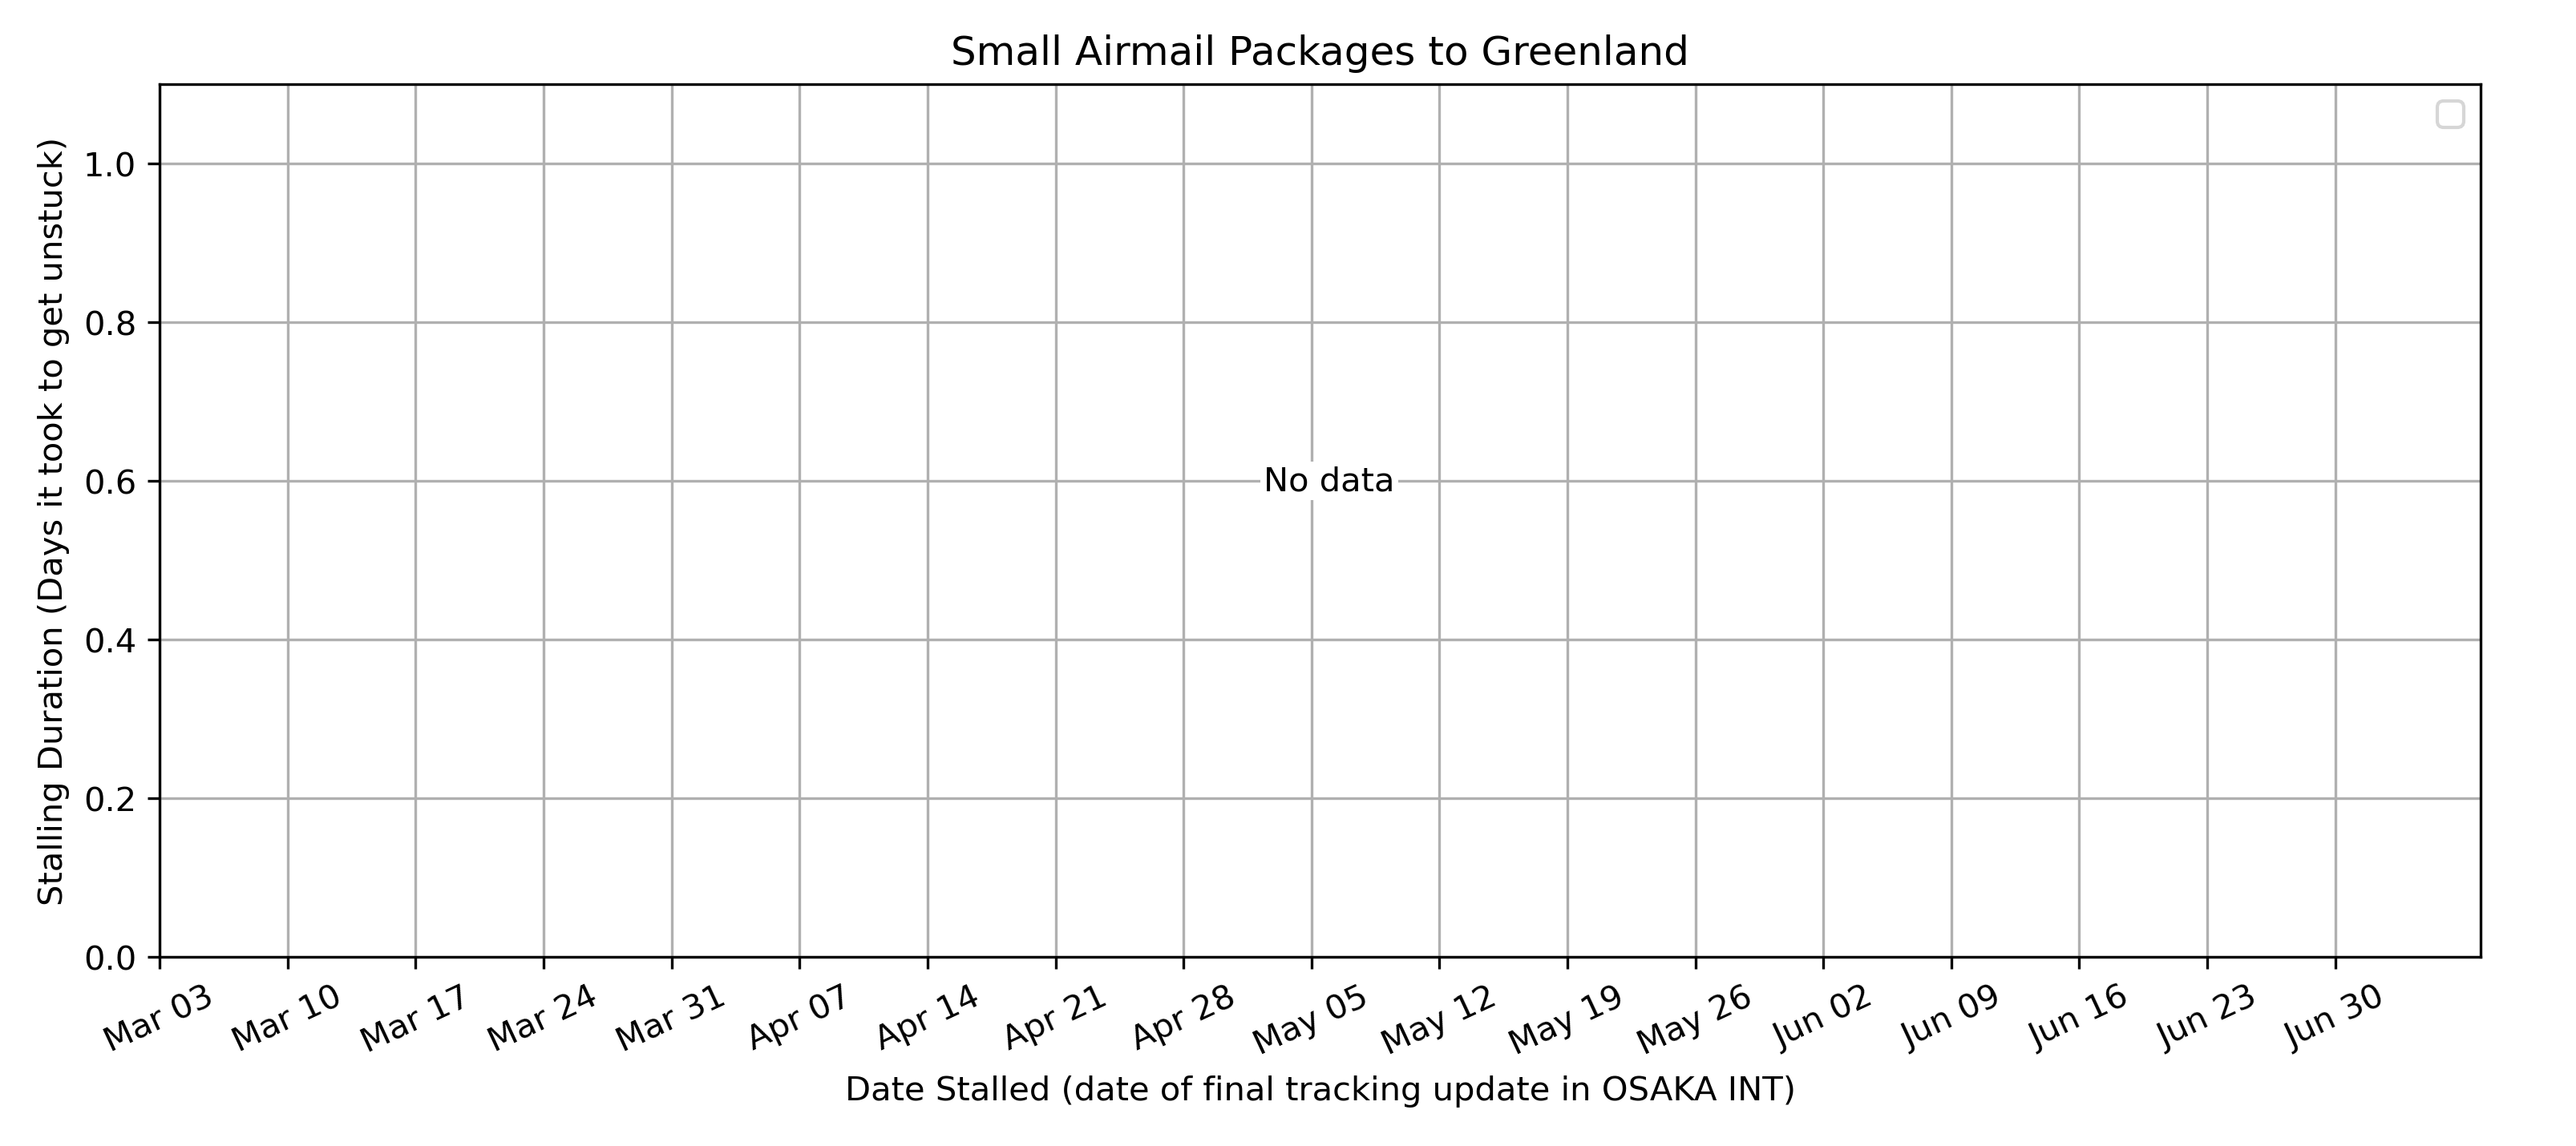 Small Airmail Packages to Greenland
Stalling Duration (Days it took to get unstuck)
1.0
0.8
0.6
0.4
0.2
0.0
No data
Mar 03
Mar 10
Mar 17
Mar 24
Mar 31
Apr 07
Apr 14
Apr 21
Apr 28
May 05
May 12
May 19
May 26
Jun 02
Jun 09
Jun 16
Jun 23
Jun 30
Date Stalled (date of final tracking update in OSAKA INT)